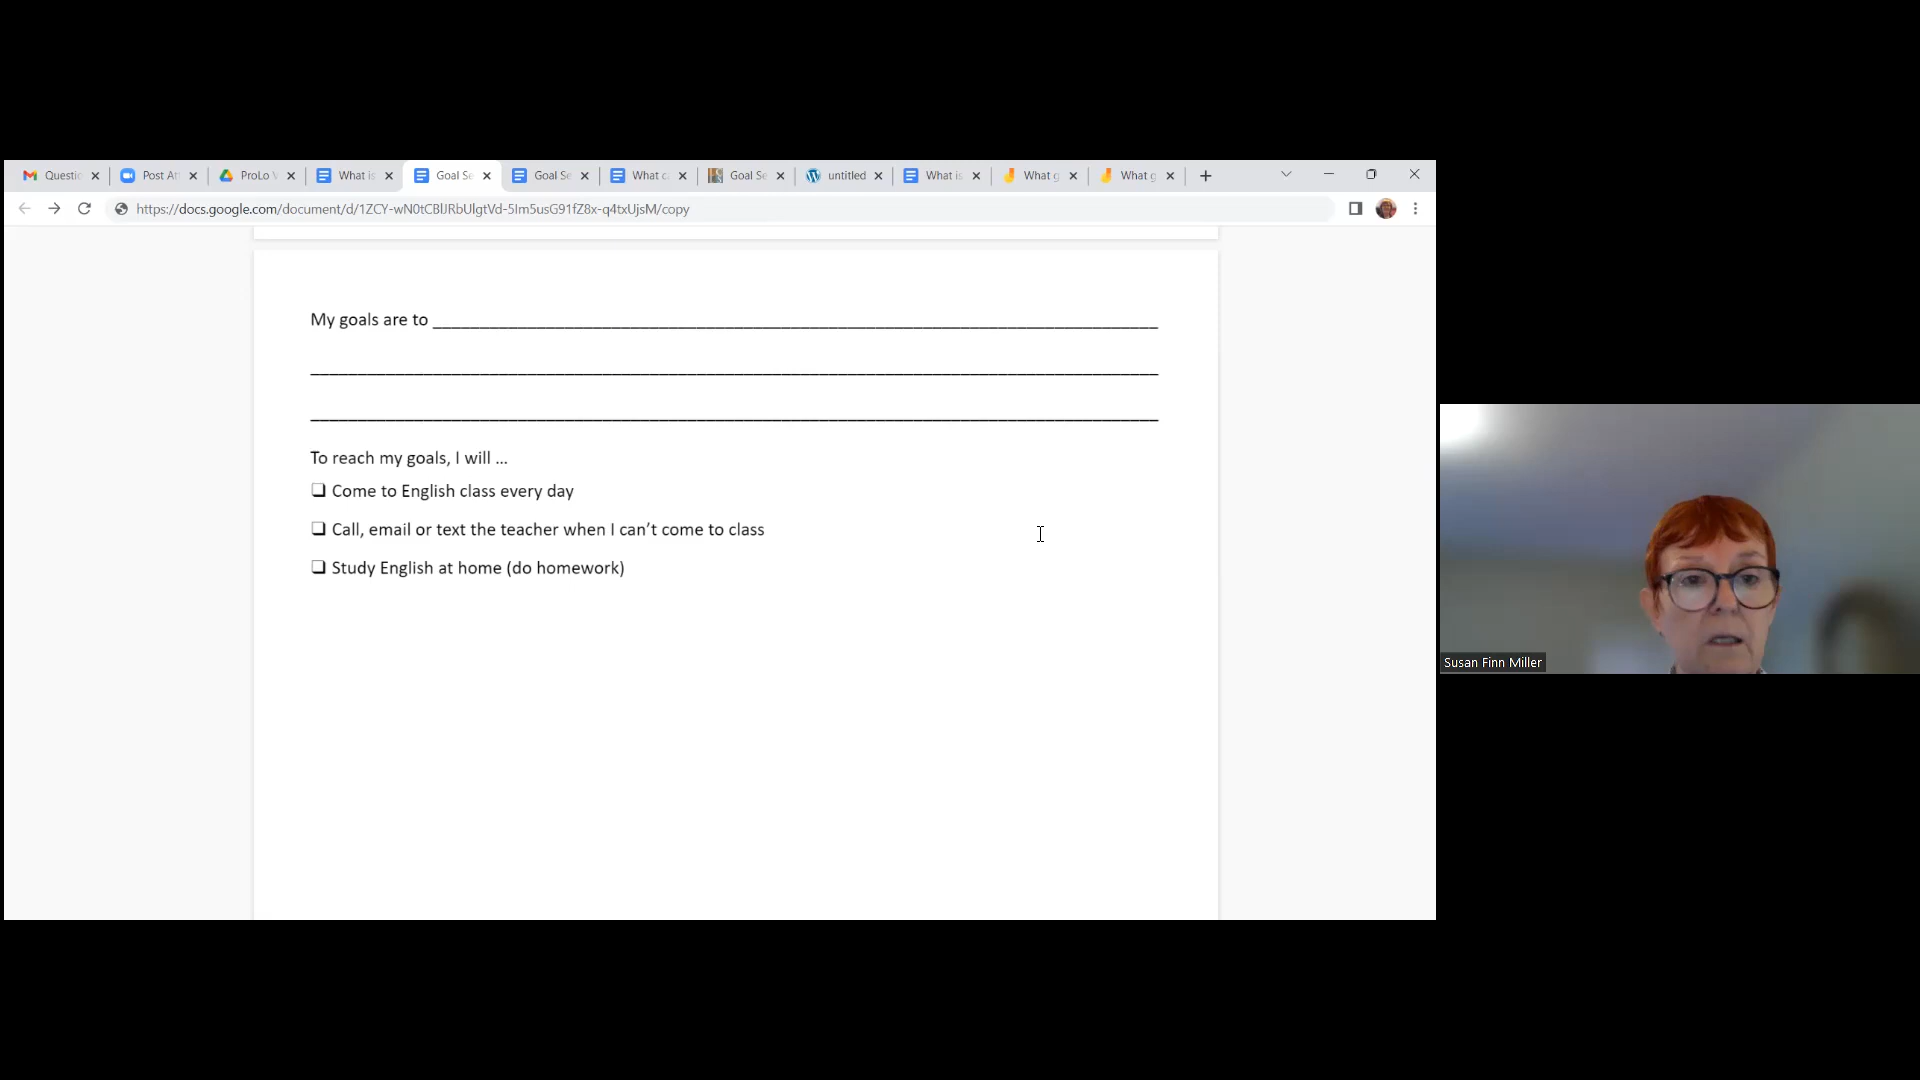 Questi
Post At
ProLo V
What is
Goal Se
Goal Se
What c
Goal Se
untitled
What is
What g
What g
https://docs.google.com/document/d/1ZCY-wN0tCBlJRbUlgtVd-5Im5usG91fZ8x-q4txUjsM/copy
My goals are to ______
To reach my goals, I will ...
❑ Come to English class every day
❑ Call, email or text the teacher when I can’t come to class
❑ Study English at home (do homework)
Susan Finn Miller